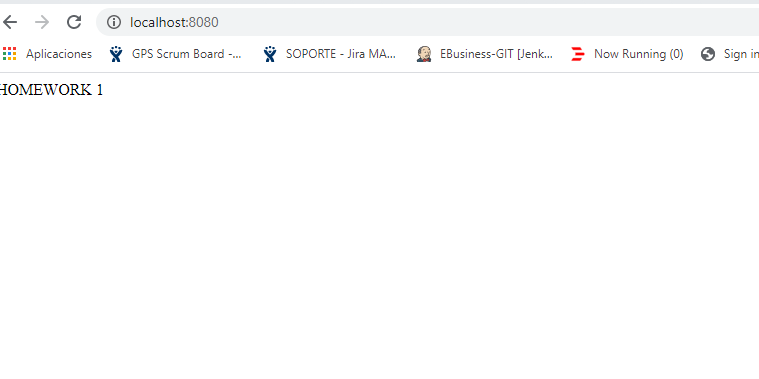 localhost:8080
Aplicaciones GPS Scrum Board -... SOPORTE - Jira MA... EBusiness-GIT [Jenk... Now Running (0) Sign in
HOMEWORK 1